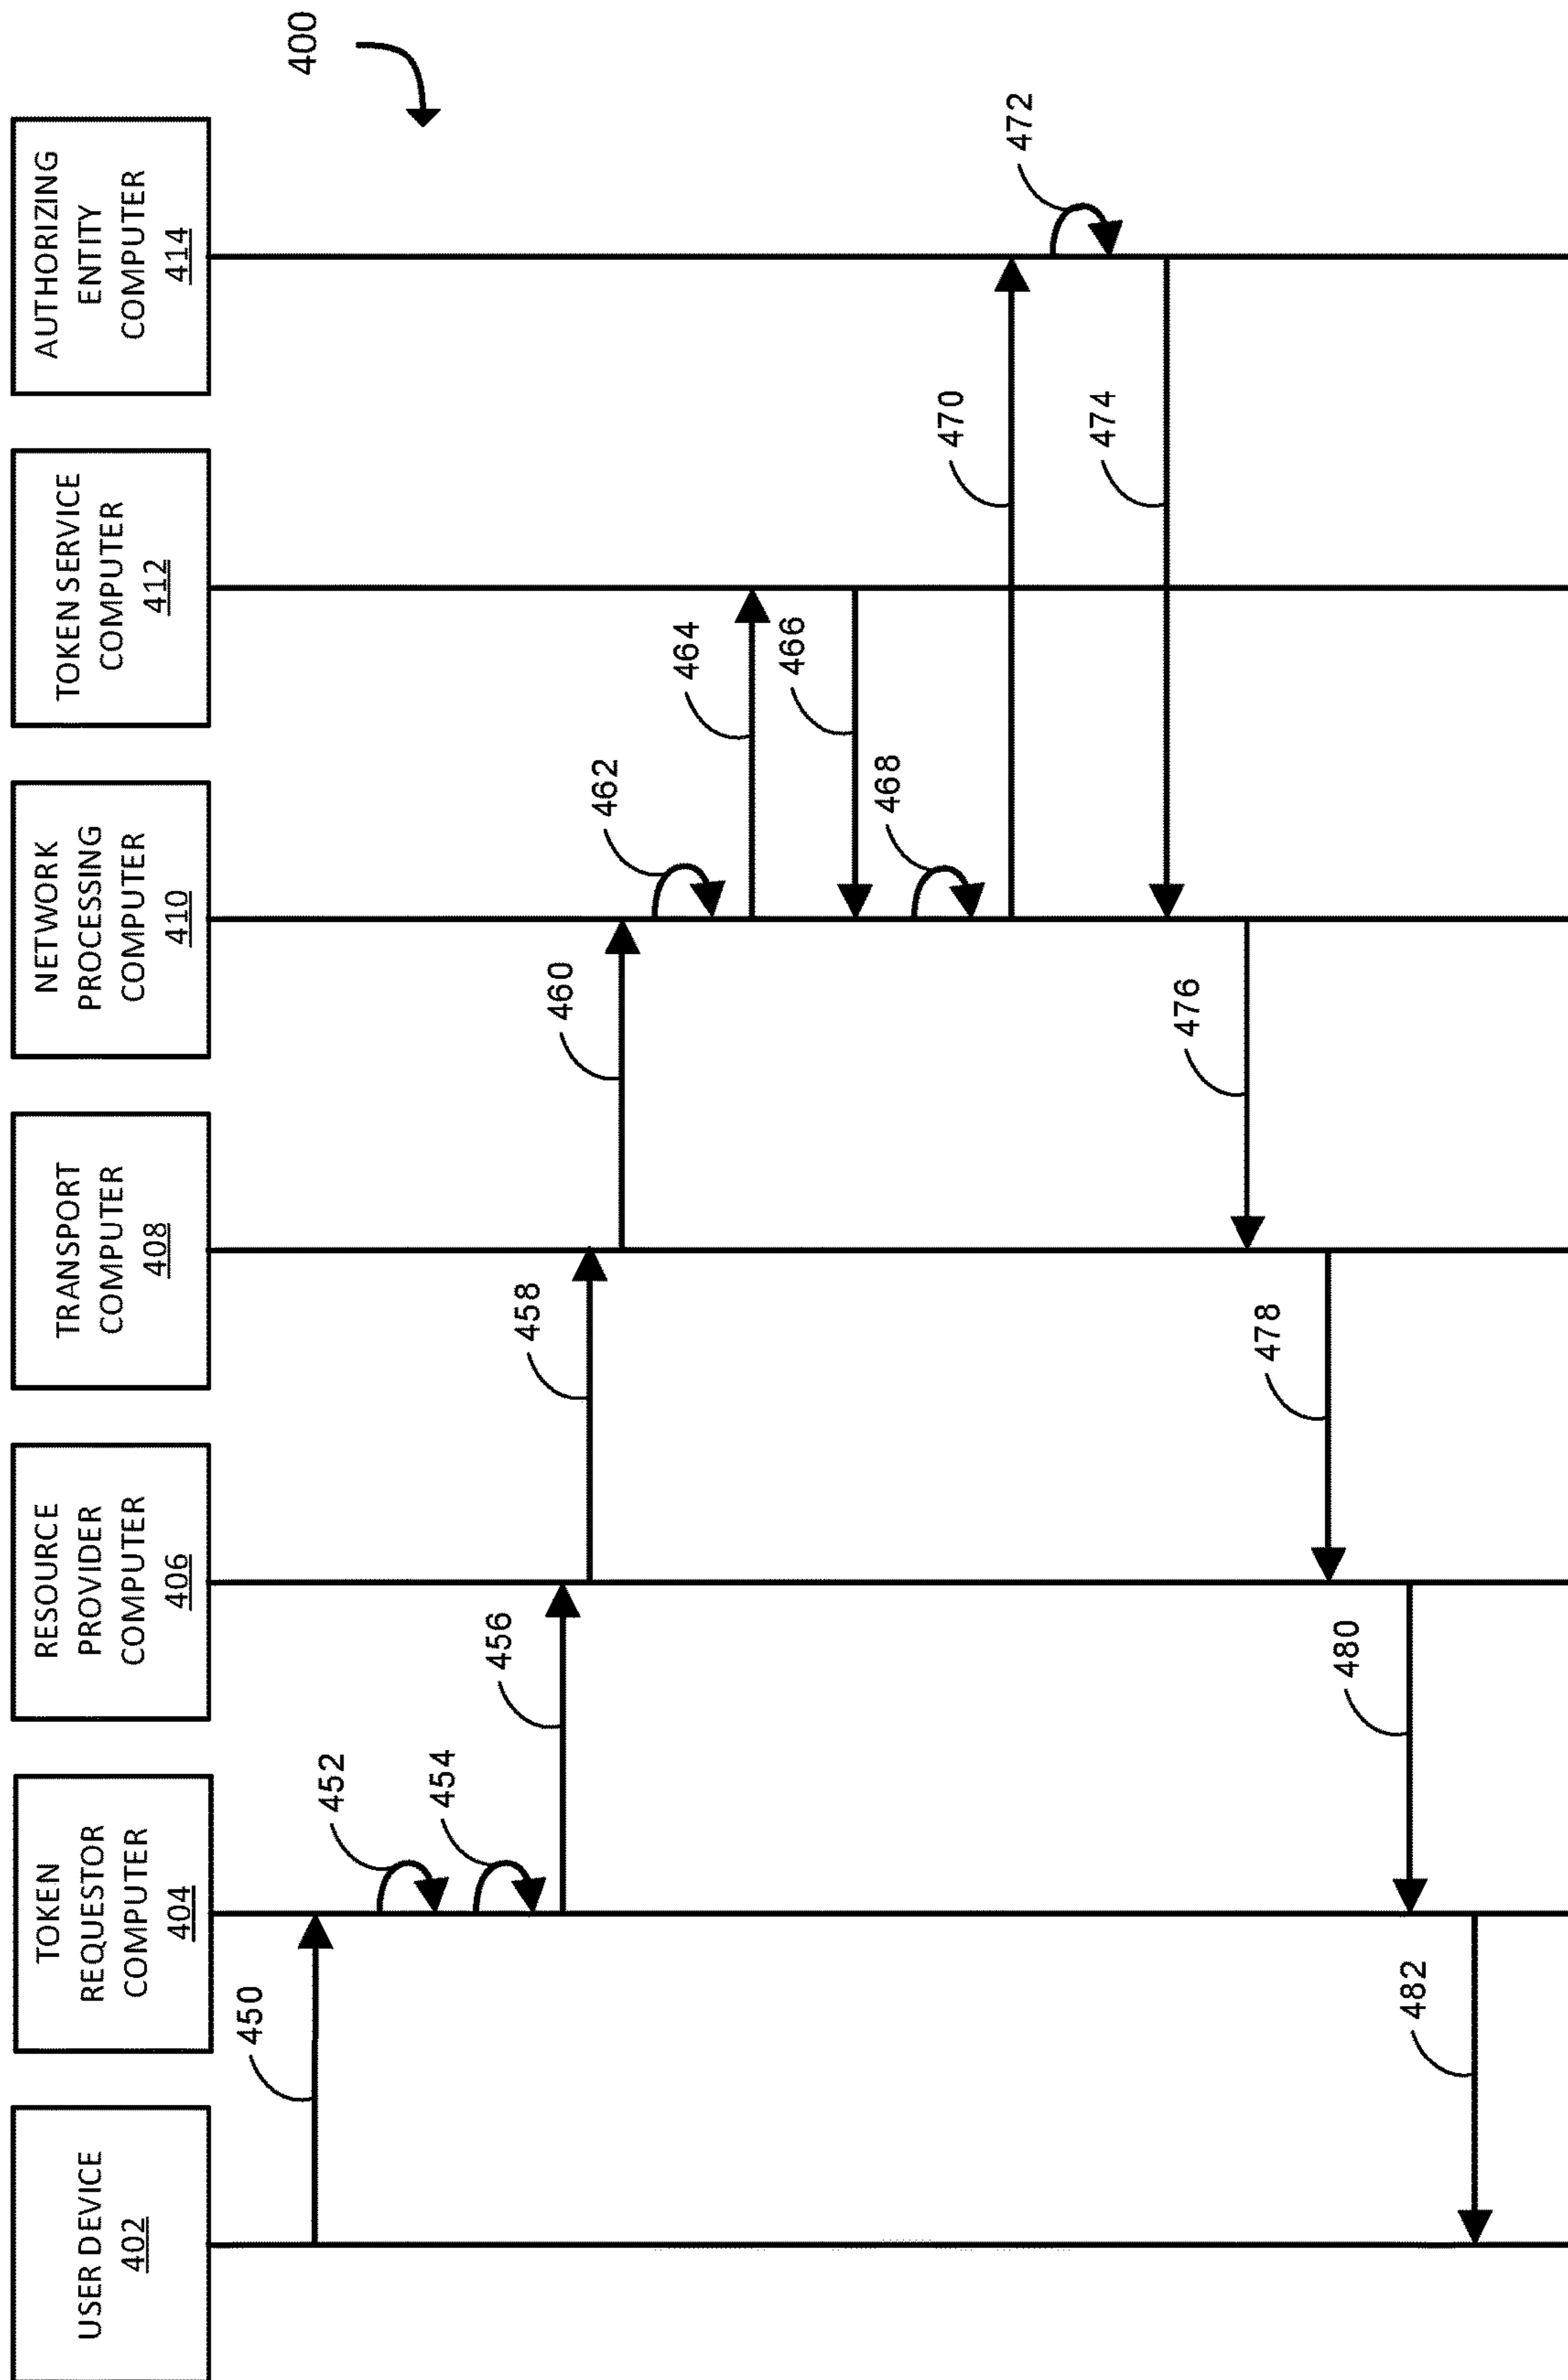 400
USER DEVICE
402
TOKEN
REQUESTOR
COMPUTER
404
RESOURCE
PROVIDER
COMPUTER
406
TRANSPORT
COMPUTER
408
NETWORK
PROCESSING
COMPUTER
410
TOKEN SERVICE
COMPUTER
412
AUTHORIZING
ENTITY
COMPUTER
414
450
452
454
456
458
460
462
464
466
468
470
472
474
476
478
480
482